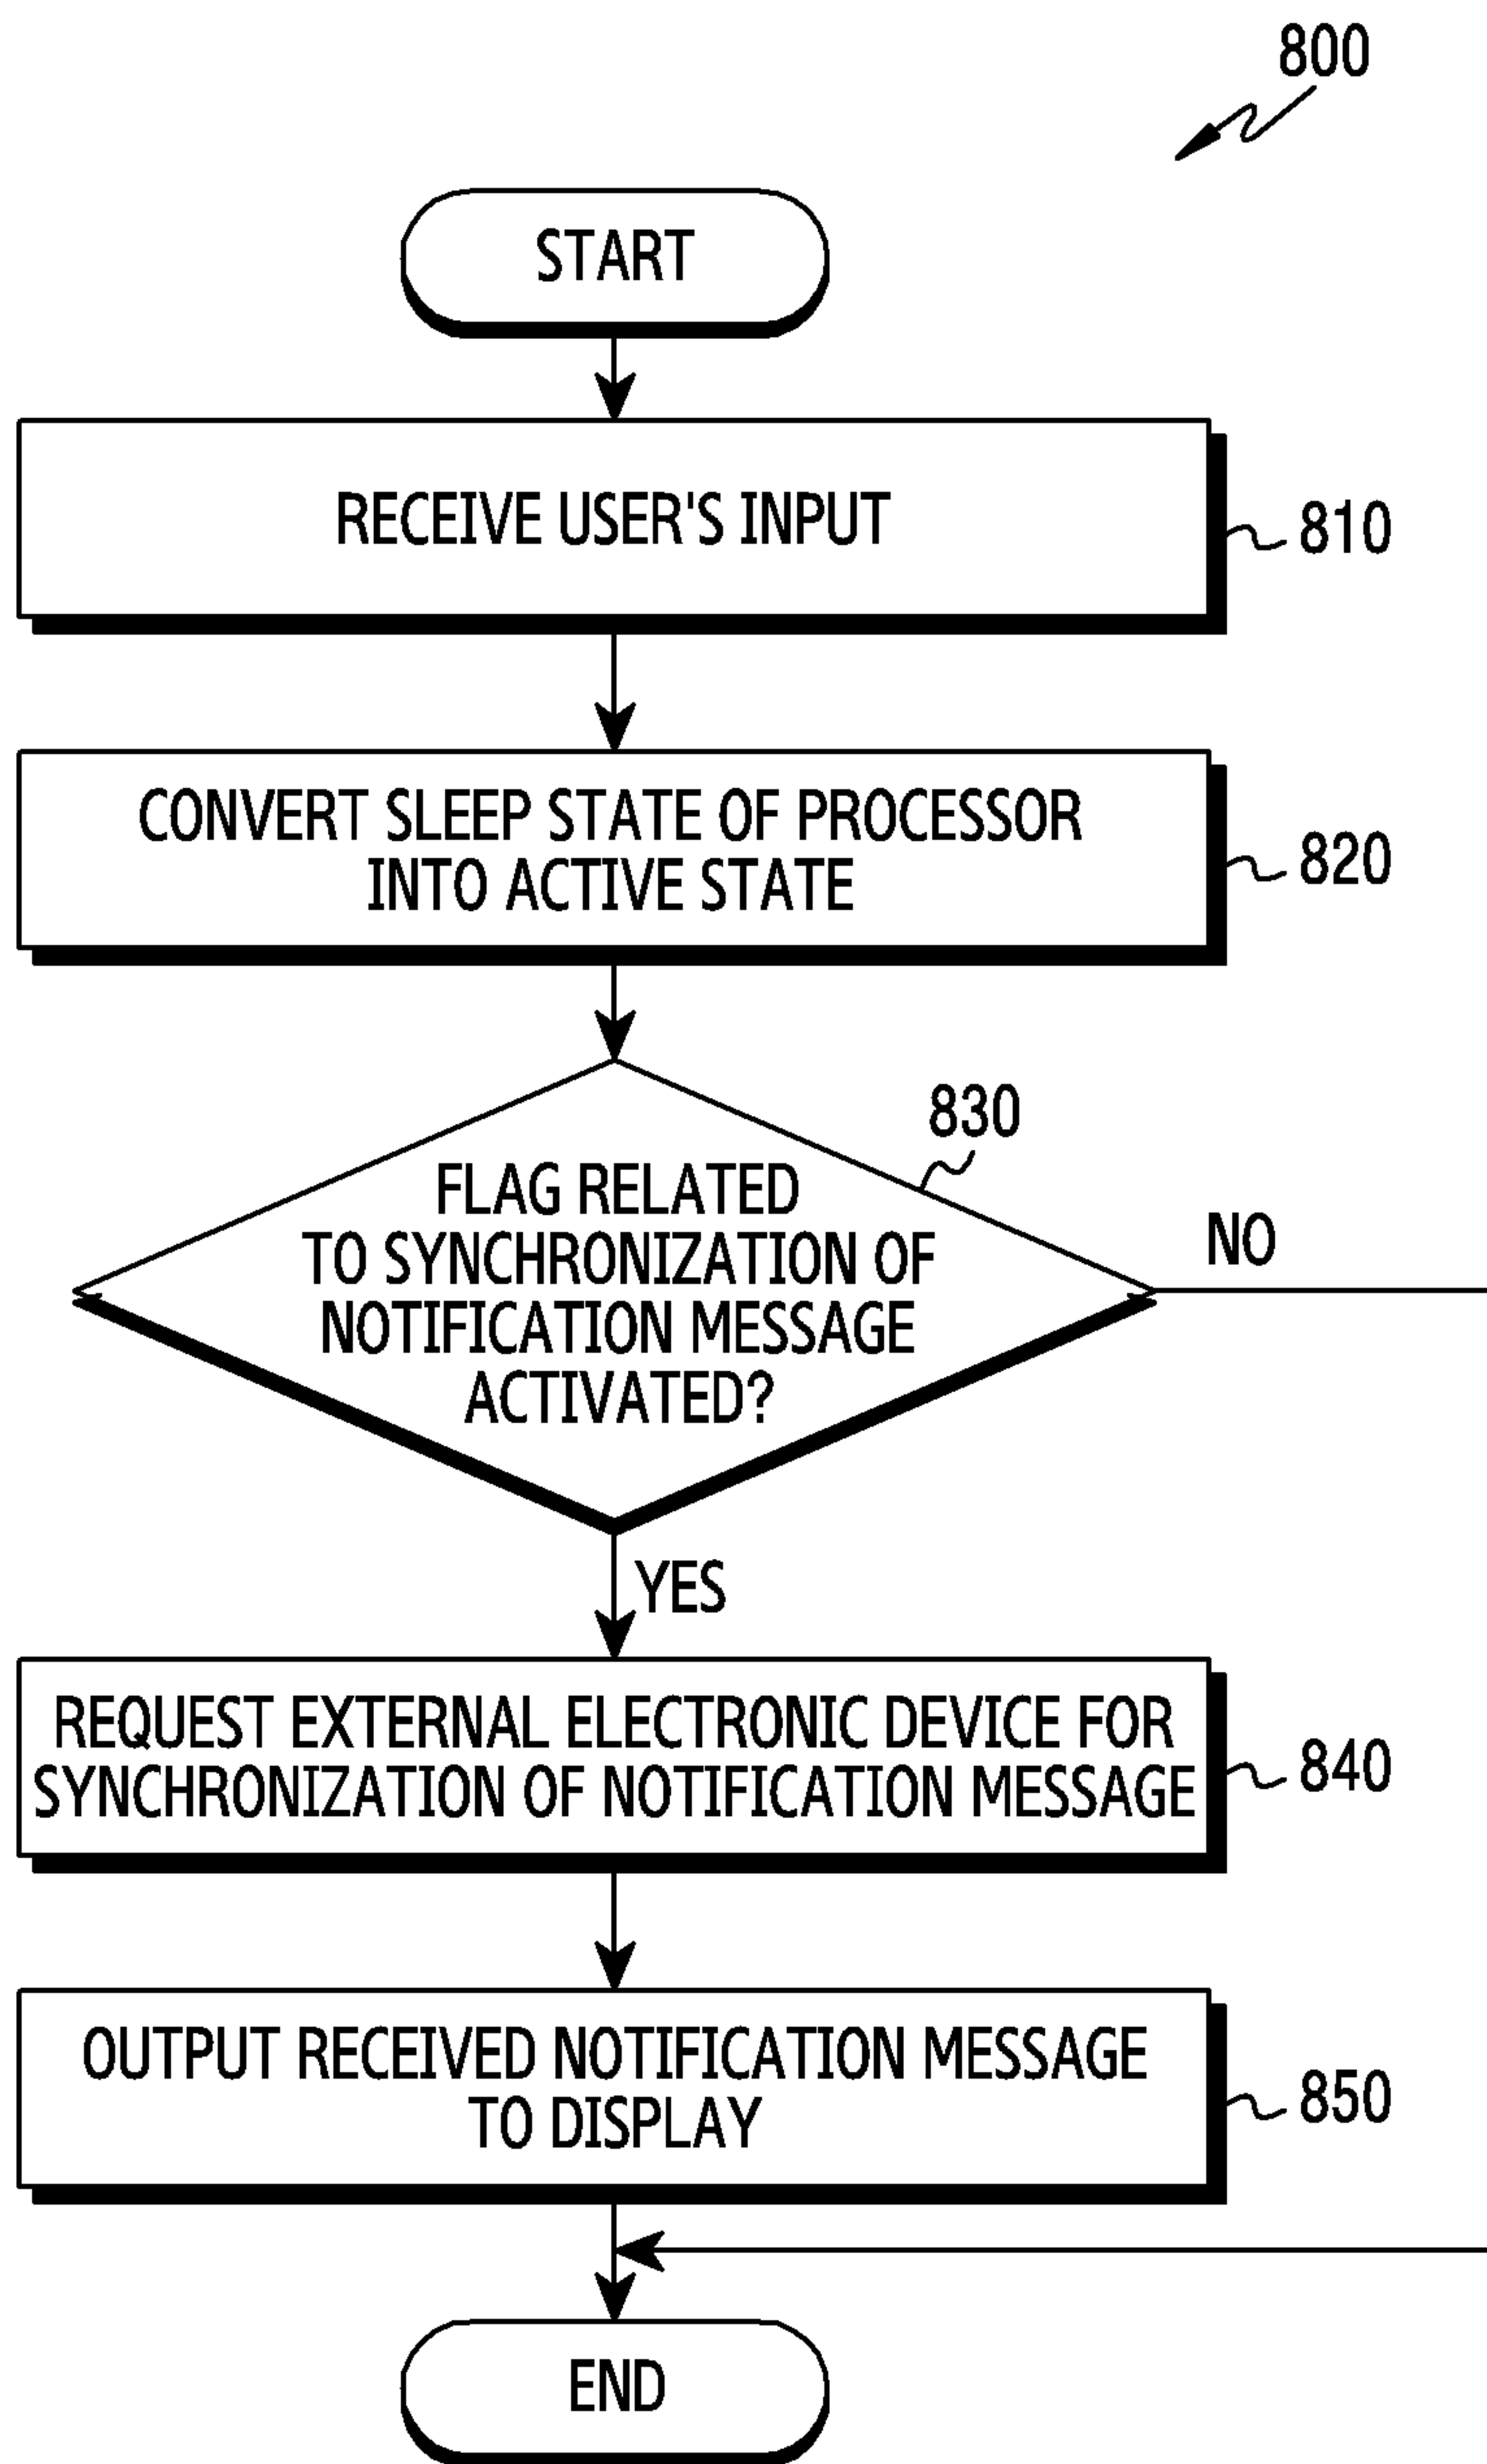 800
START
RECEIVE USER'S INPUT
810
CONVERT SLEEP STATE OF PROCESSOR
INTO ACTIVE STATE
820
830
FLAG RELATED
TO SYNCHRONIZATION OF
NOTIFICATION MESSAGE
ACTIVATED?
NO
YES
REQUEST EXTERNAL ELECTRONIC DEVICE FOR
SYNCHRONIZATION OF NOTIFICATION MESSAGE
840
OUTPUT RECEIVED NOTIFICATION MESSAGE
TO DISPLAY
850
END